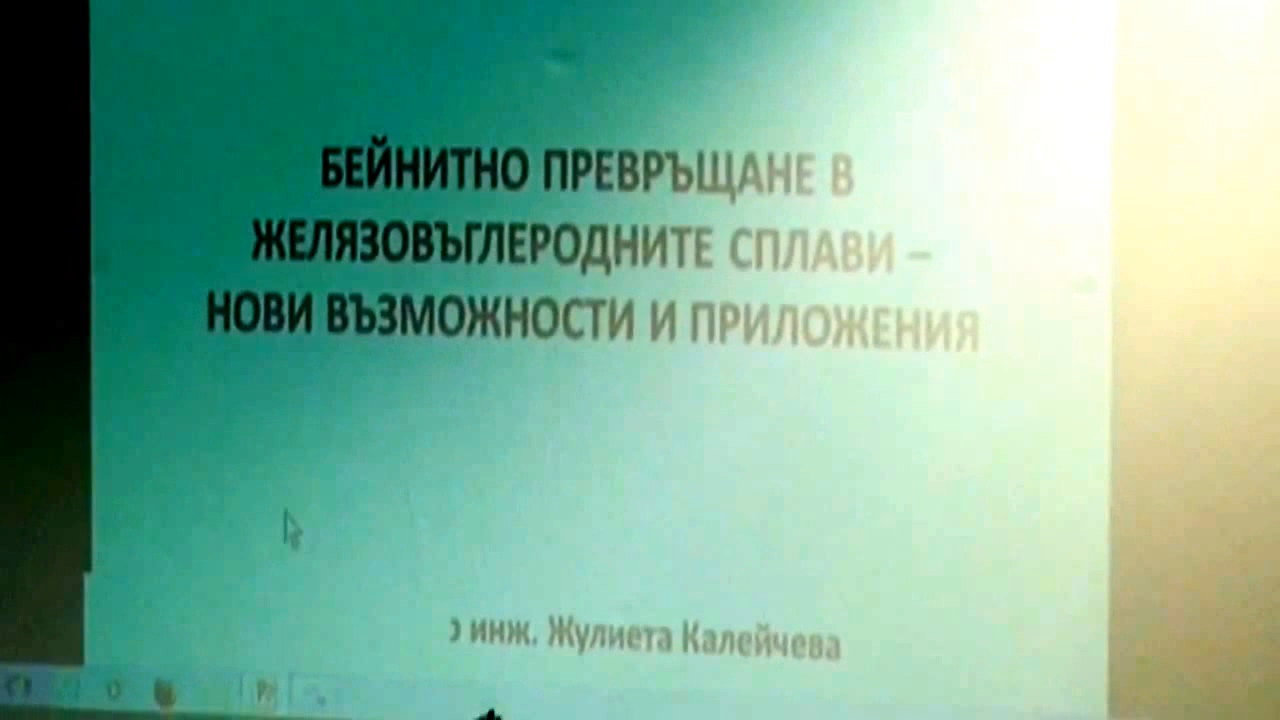 БЕЙНИТНО ПРЕВРЪЩАНЕ В
ЖЕЛЯЗОВЪГЛЕРОДНИТЕ СПЛАВИ –
НОВИ ВЪЗМОЖНОСТИ И ПРИЛОЖЕНИЯ
инж. Жулиета Калейчева